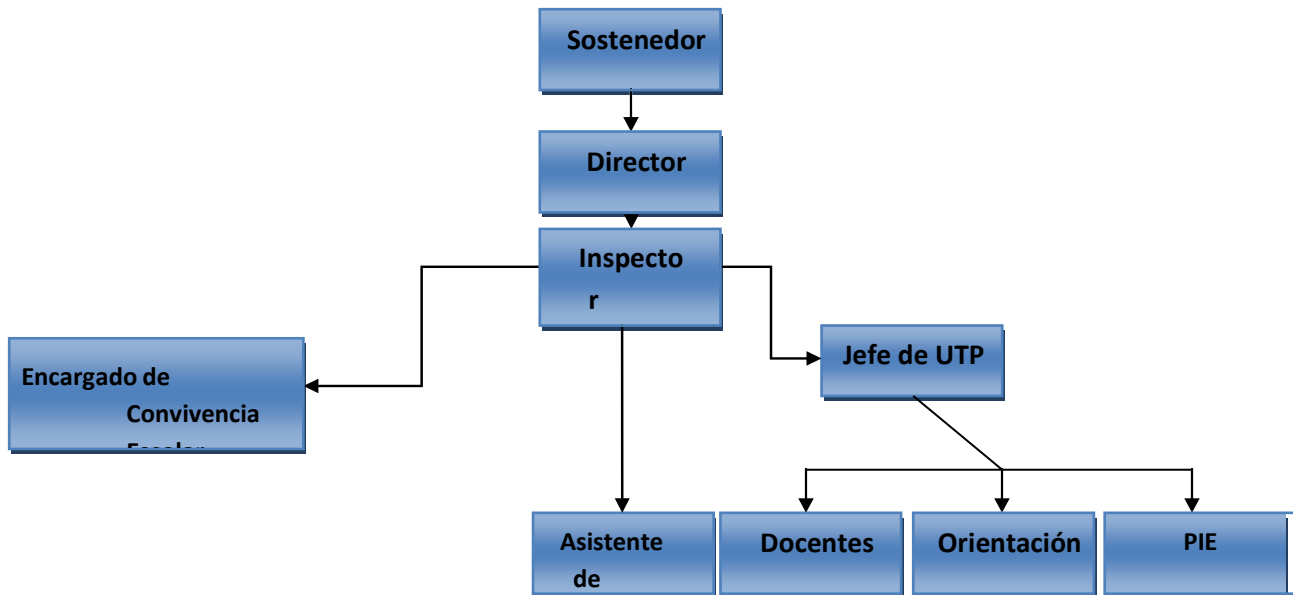 Sostenedor
Director
Inspecto
r
Jefe de UTP
Encargado de
Convivencia
Asistente
de
Docentes
Orientación
PIE